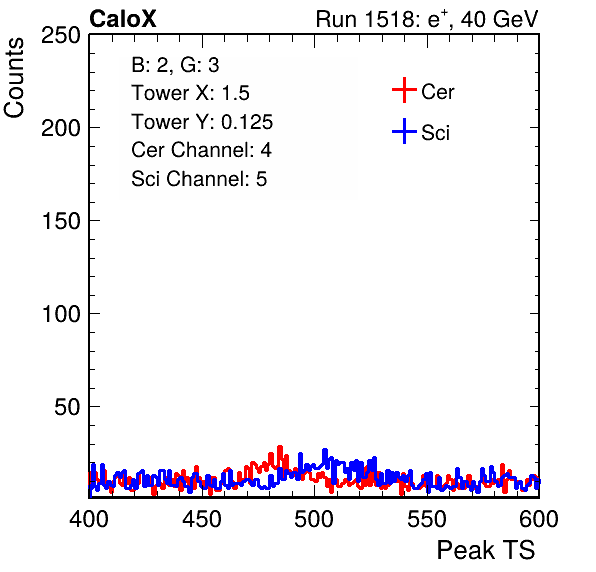 CaloX
Run 1518: e+, 40 GeV
Counts
B: 2, G: 3
Tower X: 1.5
Tower Y: 0.125
Cer Channel: 4
Sci Channel: 5
Cer
Sci
250
200
150
100
50
400 450 500 550 600
Peak TS